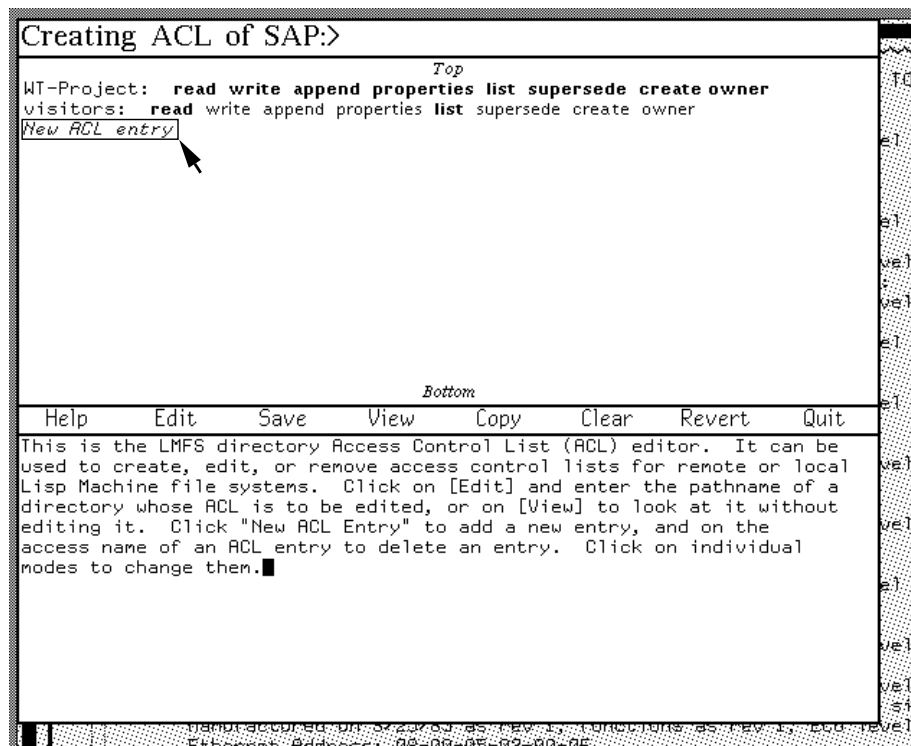 Creating ACL of SAP:>
Top
WT-Project: read write append properties list supersede create owner
visitors: read write append properties list supersede create owner
New ACL entry
Bottom
Help Edit Save View Copy Clear Revert Quit
This is the LMFS directory Access Control List (ACL) editor. It can be
used to create, edit, or remove access control lists for remote or local
Lisp Machine file systems. Click on [Edit] and enter the pathname of a
directory whose ACL is to be edited, or on [View] to look at it without
editing it. Click "New ACL Entry" to add a new entry, and on the
access name of an ACL entry to delete an entry. Click on individual
modes to change them.